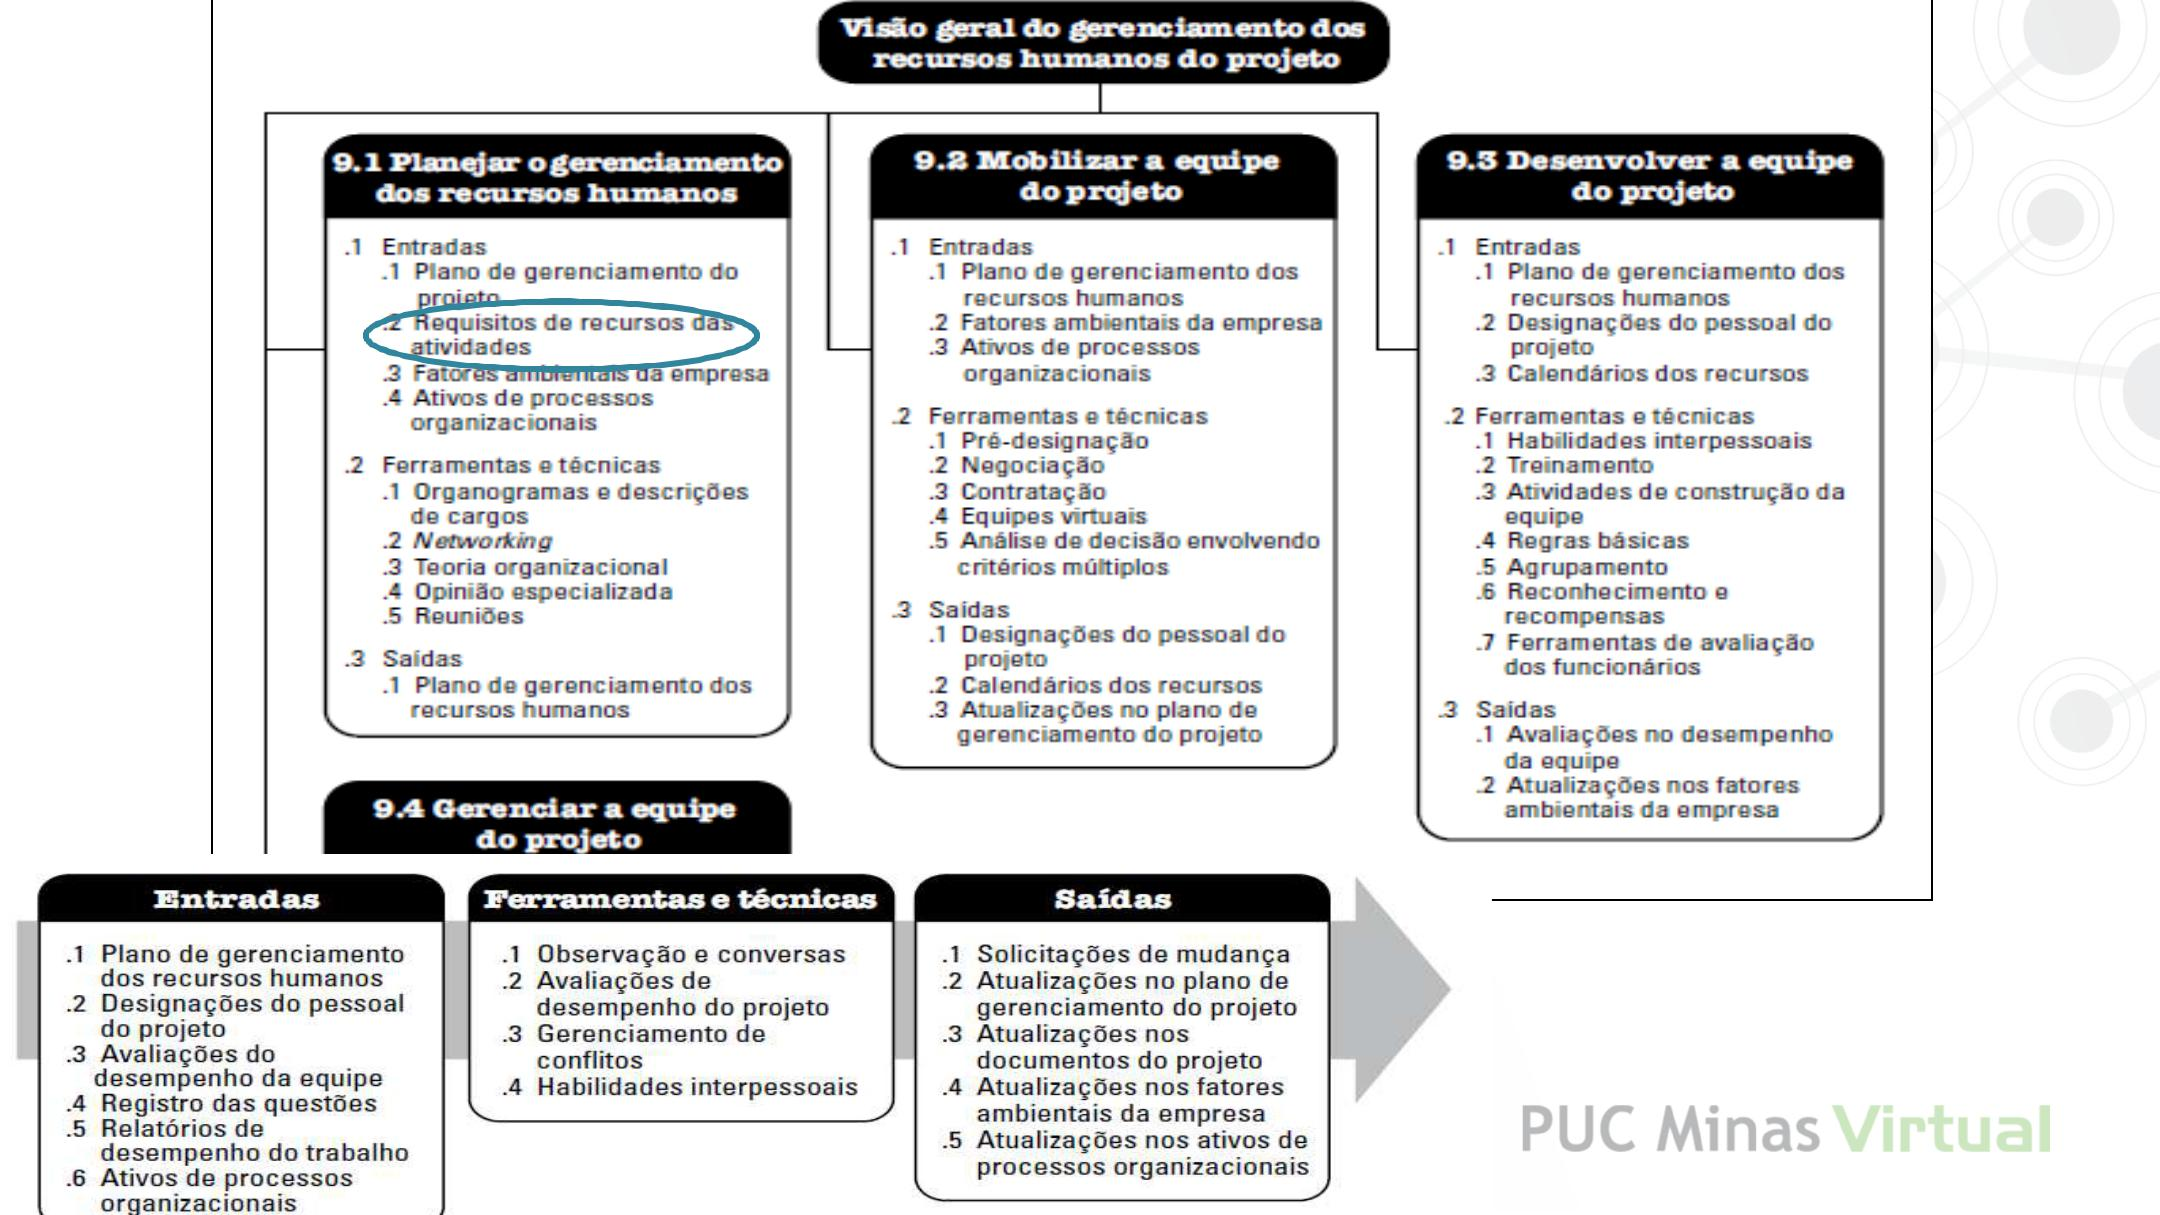 Visão geral do gerenciamento dos
recursos humanos do projeto
9.1 Planejar o gerenciamento
dos recursos humanos
.1 Entradas
.1 Plano de gerenciamento do
projeto
.2 Requisitos de recursos das
atividades
.3 Fatores ambientais da empresa
.4 Ativos de processos
organizacionais
.2 Ferramentas e técnicas
.1 Organogramas e descrições
de cargos
.2 Networking
.3 Teoria organizacional
.4 Opinião especializada
.5 Reuniões
.3 Saídas
.1 Plano de gerenciamento dos
recursos humanos
9.2 Mobilizar a equipe
do projeto
.1 Entradas
.1 Plano de gerenciamento dos
recursos humanos
.2 Fatores ambientais da empresa
.3 Ativos de processos
organizacionais
.2 Ferramentas e técnicas
.1 Pré-designação
.2 Negociação
.3 Contratação
.4 Equipes virtuais
.5 Análise de decisão envolvendo
critérios múltiplos
.3 Saídas
.1 Designações do pessoal do
projeto
.2 Calendários dos recursos
.3 Atualizações no plano de
gerenciamento do projeto
9.3 Desenvolver a equipe
do projeto
.1 Entradas
.1 Plano de gerenciamento dos
recursos humanos
.2 Designações do pessoal do
projeto
.3 Calendários dos recursos
.2 Ferramentas e técnicas
.1 Habilidades interpessoais
.2 Treinamento
.3 Atividades de construção da
equipe
.4 Regras básicas
.5 Agrupamento
.6 Reconhecimento e
recompensas
.7 Ferramentas de avaliação
dos funcionários
.3 Saídas
.1 Avaliações no desempenho
da equipe
.2 Atualizações nos fatores
ambientais da empresa
9.4 Gerenciar a equipe
do projeto
Entradas
.1 Plano de gerenciamento
dos recursos humanos
.2 Designações do pessoal
do projeto
.3 Avaliações do
desempenho da equipe
.4 Registro das questões
.5 Relatórios de
desempenho do trabalho
.6 Ativos de processos
organizacionais
Ferramentas e técnicas
.1 Observação e conversas
.2 Avaliações de
desempenho do projeto
.3 Gerenciamento de
conflitos
.4 Habilidades interpessoais
Saídas
.1 Solicitações de mudança
.2 Atualizações no plano de
gerenciamento do projeto
.3 Atualizações nos
documentos do projeto
.4 Atualizações nos fatores
ambientais da empresa
.5 Atualizações nos ativos de
processos organizacionais
PUC Minas Virtual